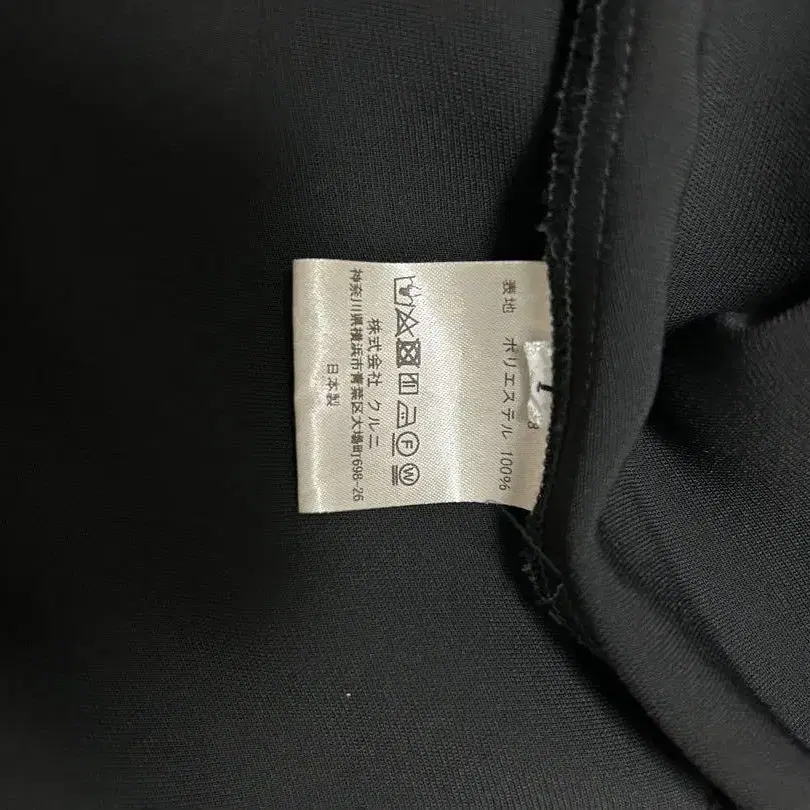 表地 ポリエステル 100%
F
W
株式会社 クルニ
神奈川県横浜市青葉区大場町698-26
日本製